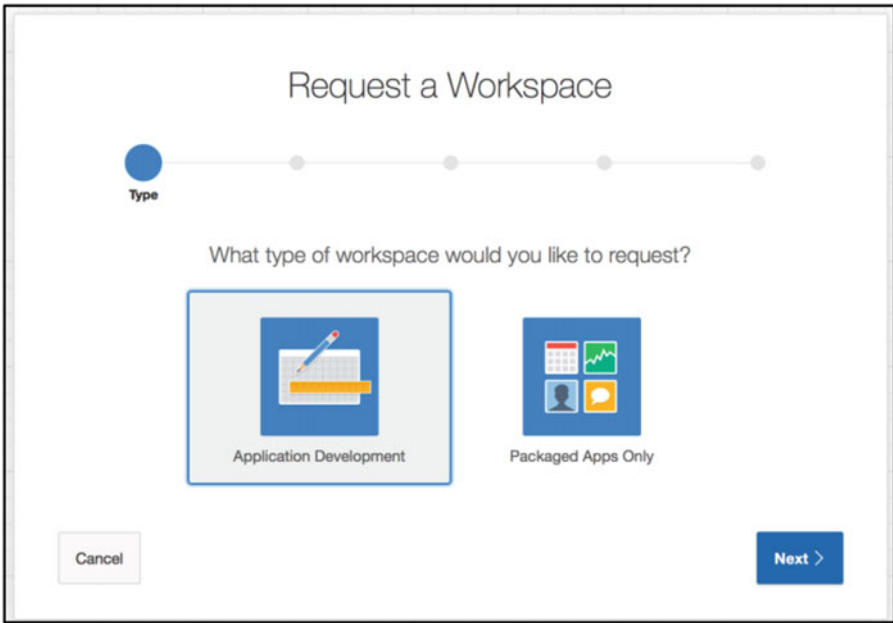 Request a Workspace
Type
What type of workspace would you like to request?
Application Development
Packaged Apps Only
Cancel
Next